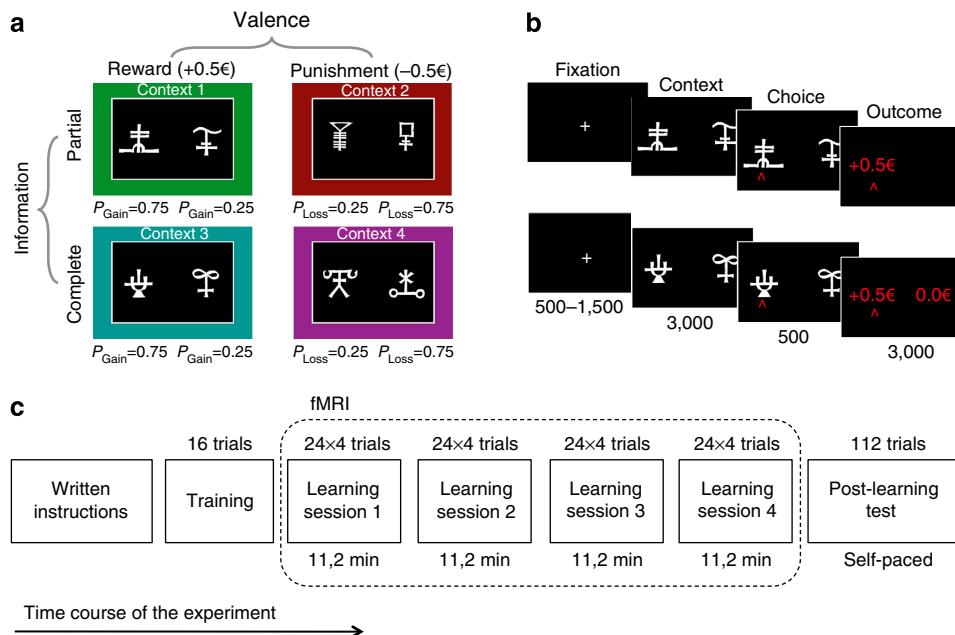 a
Valence
Reward (+0.5€)
Punishment (−0.5€)
Information
Partial
Context 1
Context 2
P_Gain=0.75 P_Gain=0.25
P_Loss=0.25 P_Loss=0.75
Complete
Context 3
Context 4
P_Gain=0.75 P_Gain=0.25
P_Loss=0.25 P_Loss=0.75
b
Fixation
Context
Choice
Outcome
+
^
+0.5€
^
+
^
+0.5€ 0.0€
^
500–1,500
3,000
500
3,000
c
fMRI
16 trials
24×4 trials
24×4 trials
24×4 trials
24×4 trials
112 trials
Written
instructions
Training
Learning
session 1
Learning
session 2
Learning
session 3
Learning
session 4
Post-learning
test
11,2 min
11,2 min
11,2 min
11,2 min
Self-paced
Time course of the experiment